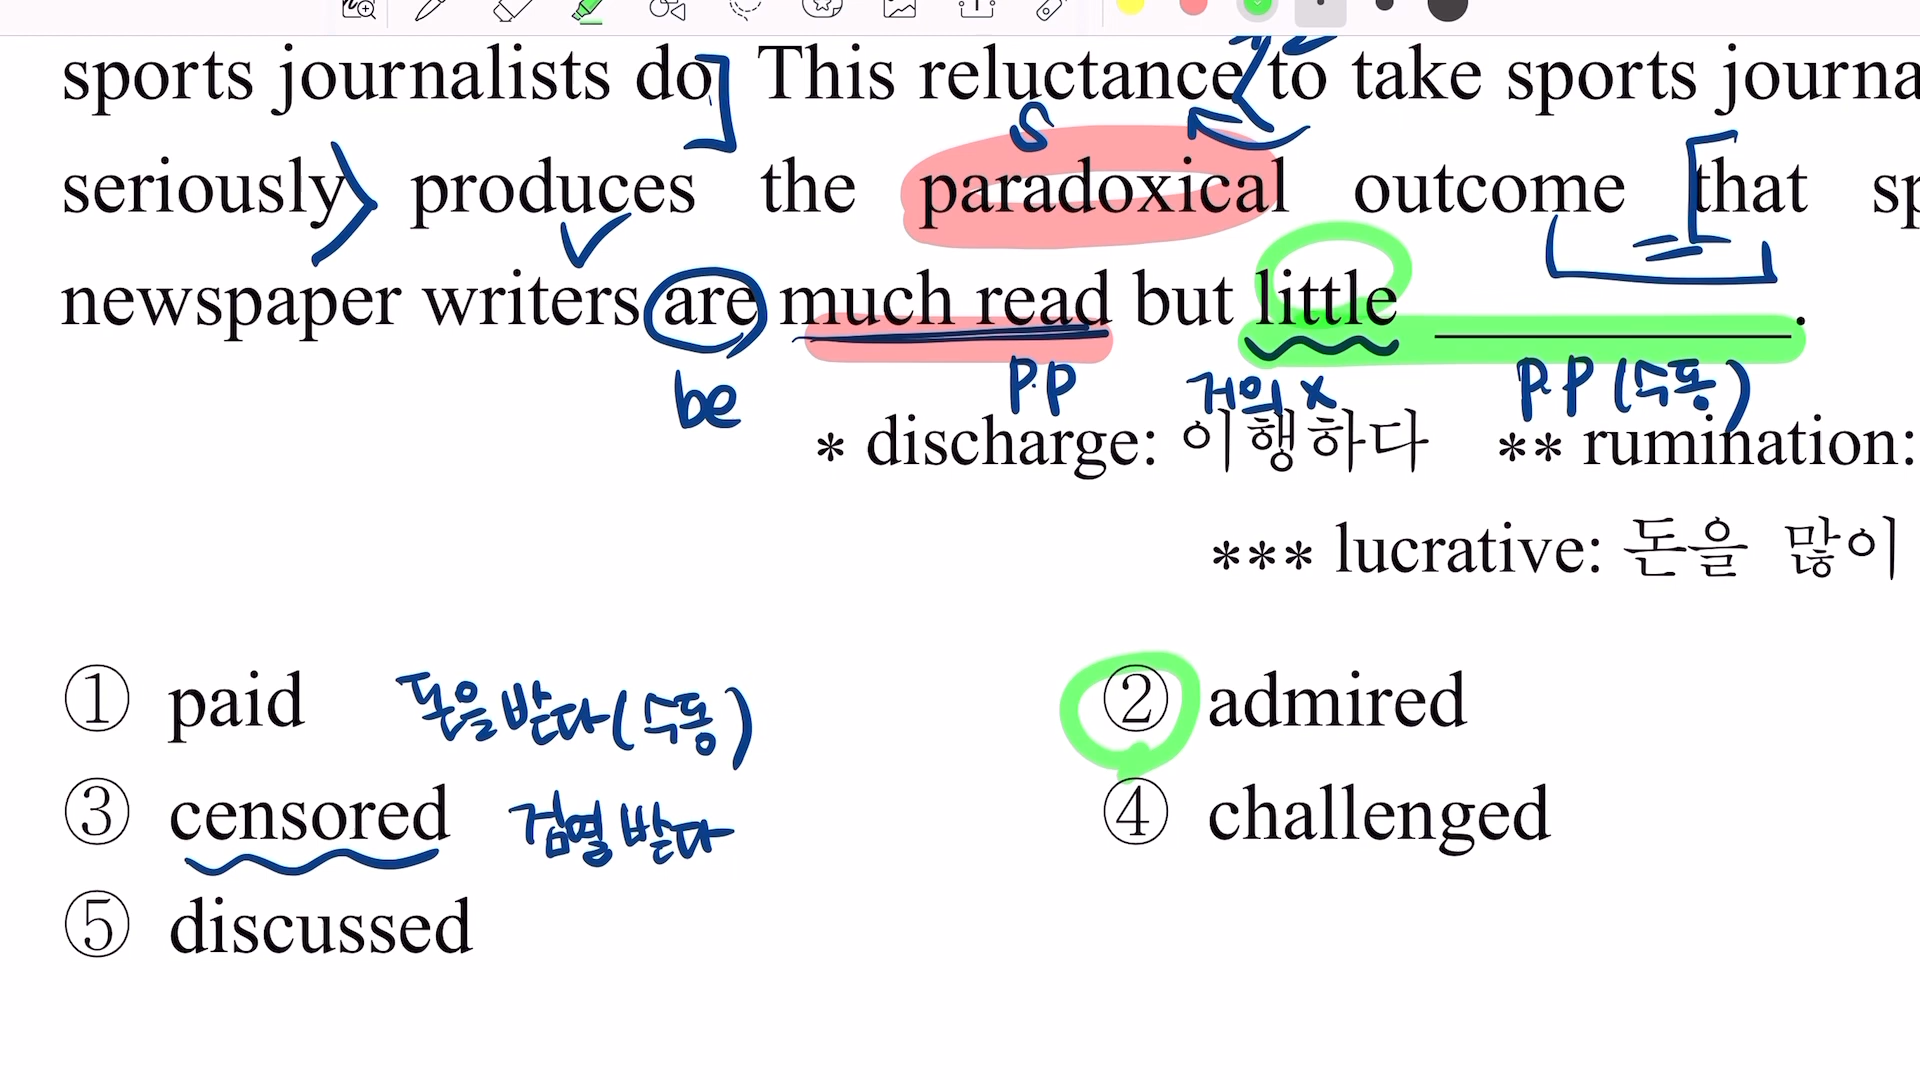 sports journalists do. This reluctance to take sports journa
S
seriously produces the paradoxical outcome that sp
newspaper writers are much read but little ____________.
be p.p 거의 x p.p (수동)
* discharge: 이행하다 ** rumination:
*** lucrative: 돈을 많이
① paid 돈을 받다 (수동) ② admired
③ censored 검열 받다 ④ challenged
⑤ discussed